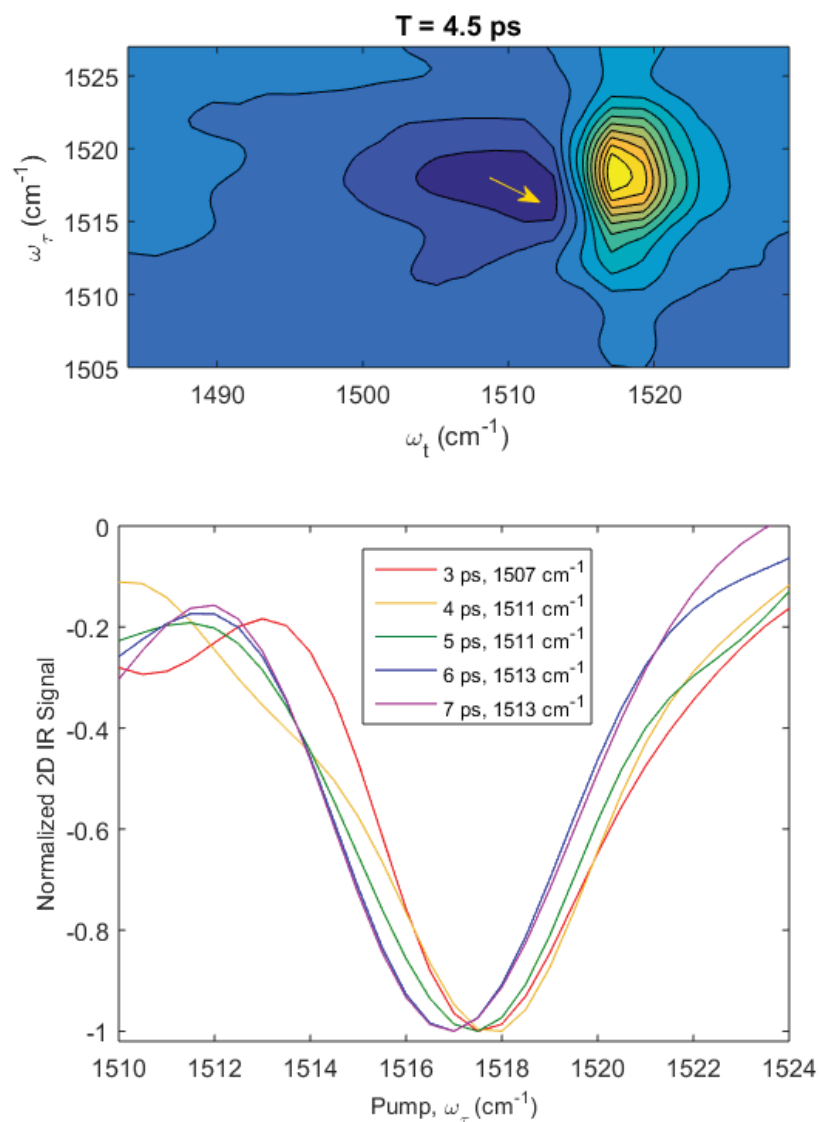 T = 4.5 ps
1525
1520
1515
1510
1505
ω_τ (cm⁻¹)
1490 1500 1510 1520
ω_t (cm⁻¹)
0
-0.2
-0.4
-0.6
-0.8
-1
Normalized 2D IR Signal
3 ps, 1507 cm⁻¹
4 ps, 1511 cm⁻¹
5 ps, 1511 cm⁻¹
6 ps, 1513 cm⁻¹
7 ps, 1513 cm⁻¹
1510 1512 1514 1516 1518 1520 1522 1524
Pump, ω_τ (cm⁻¹)